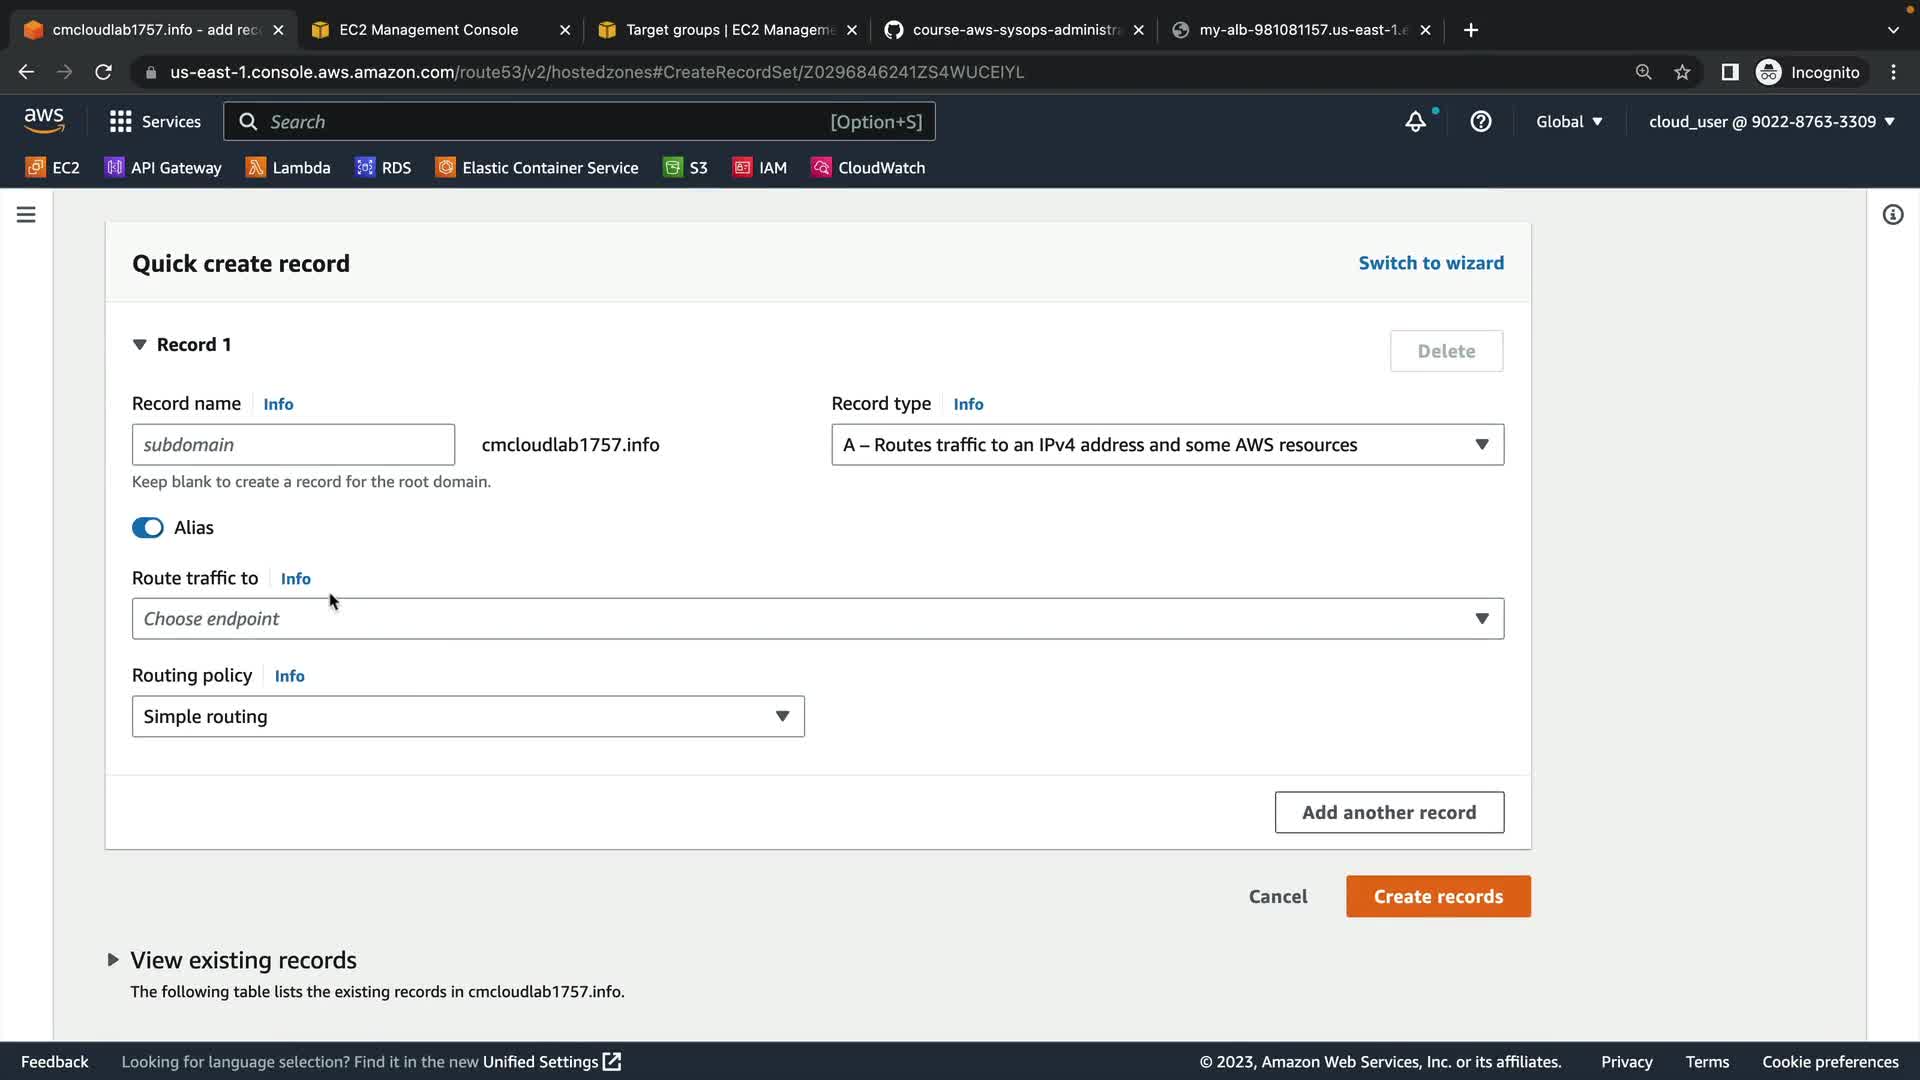 cmcloudlab1757.info - add rec
EC2 Management Console
Target groups | EC2 Manageme
course-aws-sysops-administra
my-alb-981081157.us-east-1.e
us-east-1.console.aws.amazon.com/route53/v2/hostedzones#CreateRecordSet/Z0296846241ZS4WUCEIYL
Incognito
aws
Services
Search
[Option+S]
Global
cloud_user @ 9022-8763-3309
EC2
API Gateway
Lambda
RDS
Elastic Container Service
S3
IAM
CloudWatch
Quick create record
Switch to wizard
Record 1
Delete
Record name
Info
Record type
Info
subdomain
cmcloudlab1757.info
A – Routes traffic to an IPv4 address and some AWS resources
Keep blank to create a record for the root domain.
Alias
Route traffic to
Info
Choose endpoint
Routing policy
Info
Simple routing
Add another record
Cancel
Create records
View existing records
The following table lists the existing records in cmcloudlab1757.info.
Feedback
Looking for language selection? Find it in the new Unified Settings
© 2023, Amazon Web Services, Inc. or its affiliates.
Privacy
Terms
Cookie preferences